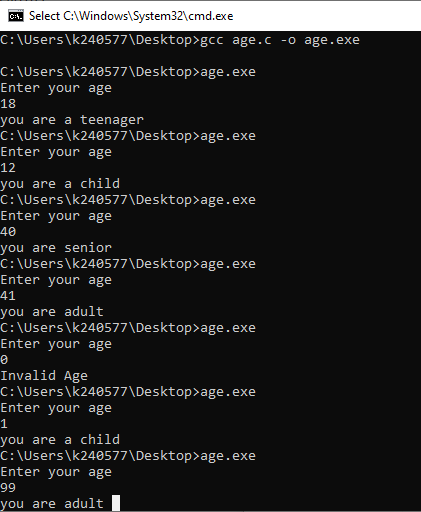 Select C:\Windows\System32\cmd.exe
C:\Users\k240577\Desktop>gcc age.c -o age.exe
C:\Users\k240577\Desktop>age.exe
Enter your age
18
you are a teenager
C:\Users\k240577\Desktop>age.exe
Enter your age
12
you are a child
C:\Users\k240577\Desktop>age.exe
Enter your age
40
you are senior
C:\Users\k240577\Desktop>age.exe
Enter your age
41
you are adult
C:\Users\k240577\Desktop>age.exe
Enter your age
0
Invalid Age
C:\Users\k240577\Desktop>age.exe
Enter your age
1
you are a child
C:\Users\k240577\Desktop>age.exe
Enter your age
99
you are adult